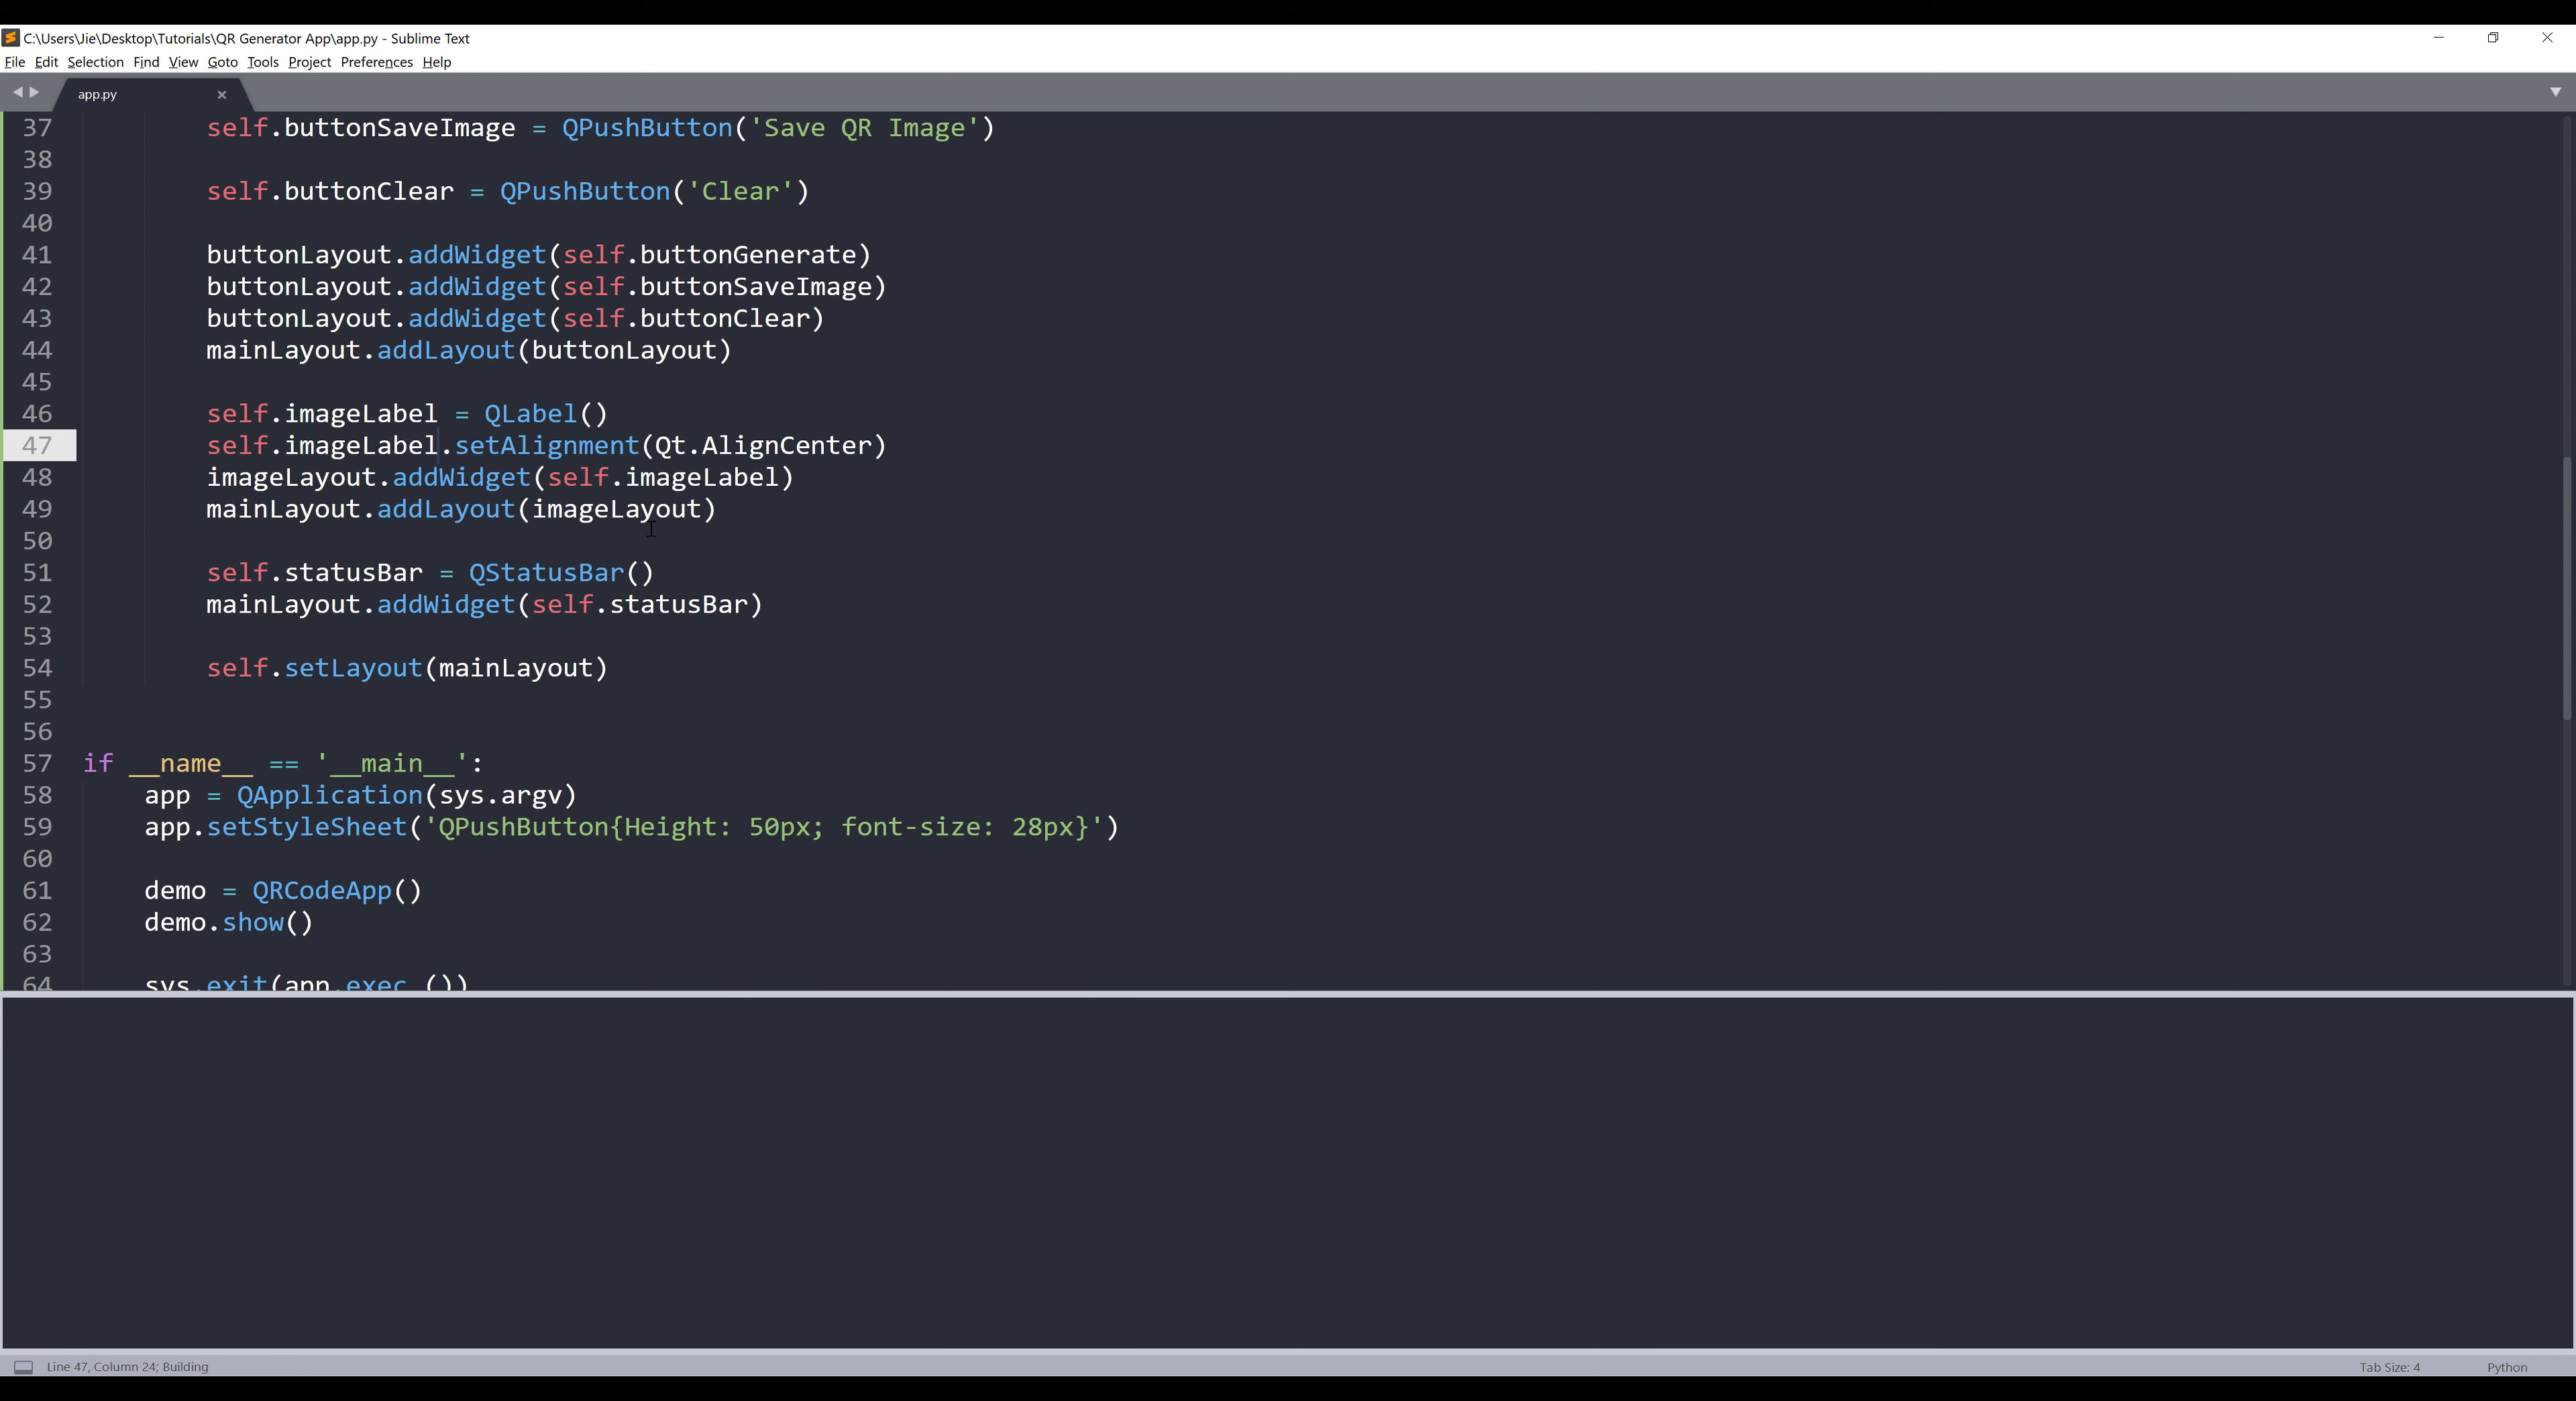 C:\Users\Jie\Desktop\Tutorials\QR Generator App\app.py - Sublime Text
File Edit Selection Find View Goto Tools Project Preferences Help
app.py
37 self.buttonSaveImage = QPushButton('Save QR Image')
38
39 self.buttonClear = QPushButton('Clear')
40
41 buttonLayout.addWidget(self.buttonGenerate)
42 buttonLayout.addWidget(self.buttonSaveImage)
43 buttonLayout.addWidget(self.buttonClear)
44 mainLayout.addLayout(buttonLayout)
45
46 self.imageLabel = QLabel()
47 self.imageLabel.setAlignment(Qt.AlignCenter)
48 imageLayout.addWidget(self.imageLabel)
49 mainLayout.addLayout(imageLayout)
50
51 self.statusBar = QStatusBar()
52 mainLayout.addWidget(self.statusBar)
53
54 self.setLayout(mainLayout)
55
56
57 if __name__ == '__main__':
58 app = QApplication(sys.argv)
59 app.setStyleSheet('QPushButton{Height: 50px; font-size: 28px}')
60
61 demo = QRCodeApp()
62 demo.show()
63
64 sys.exit(app.exec_())
Line 47, Column 24; Building
Tab Size: 4
Python